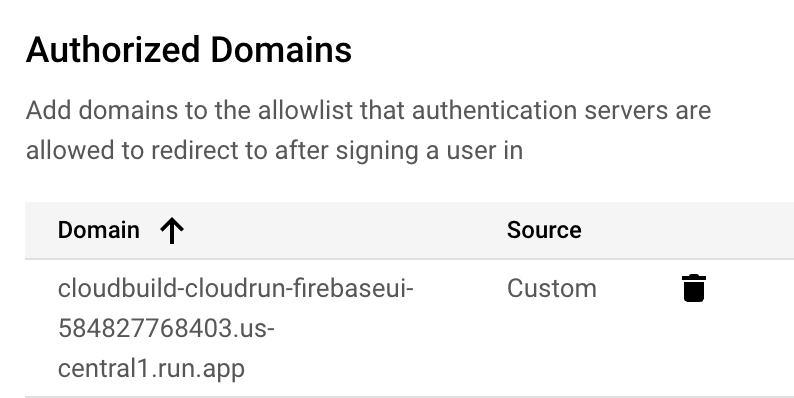 Authorized Domains
Add domains to the allowlist that authentication servers are
allowed to redirect to after signing a user in
Domain Source
cloudbuild-cloudrun-firebaseui- Custom
584827768403.us-
central1.run.app